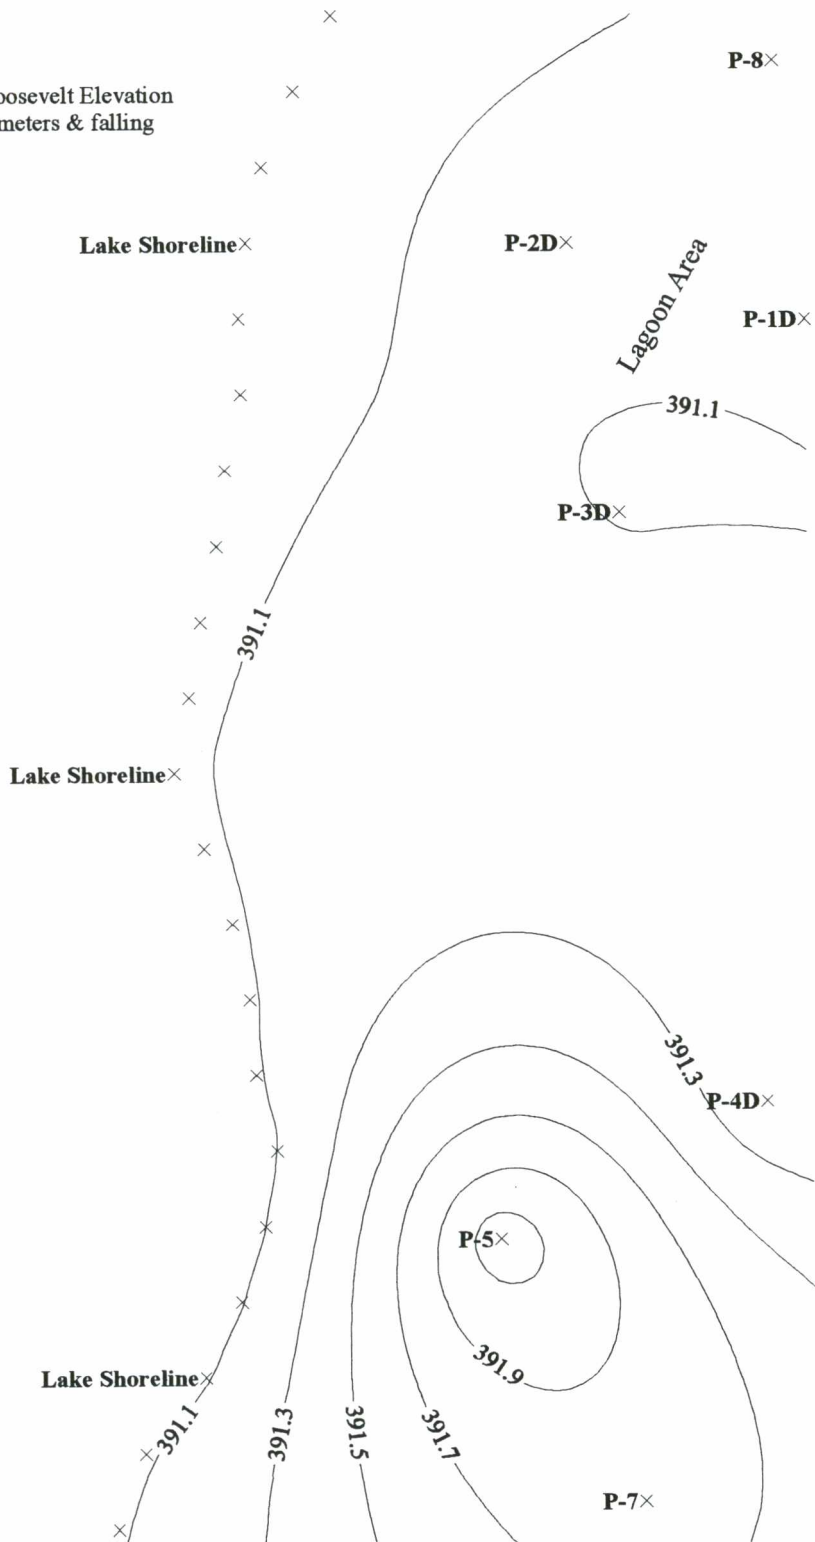 P-8
oosevelt Elevation
meters & falling
Lake Shoreline
P-2D
Lagoon Area
P-1D
391.1
P-3D
391.1
Lake Shoreline
391.3
P-4D
P-5
391.9
Lake Shoreline
391.1
391.3
391.5
391.7
P-7